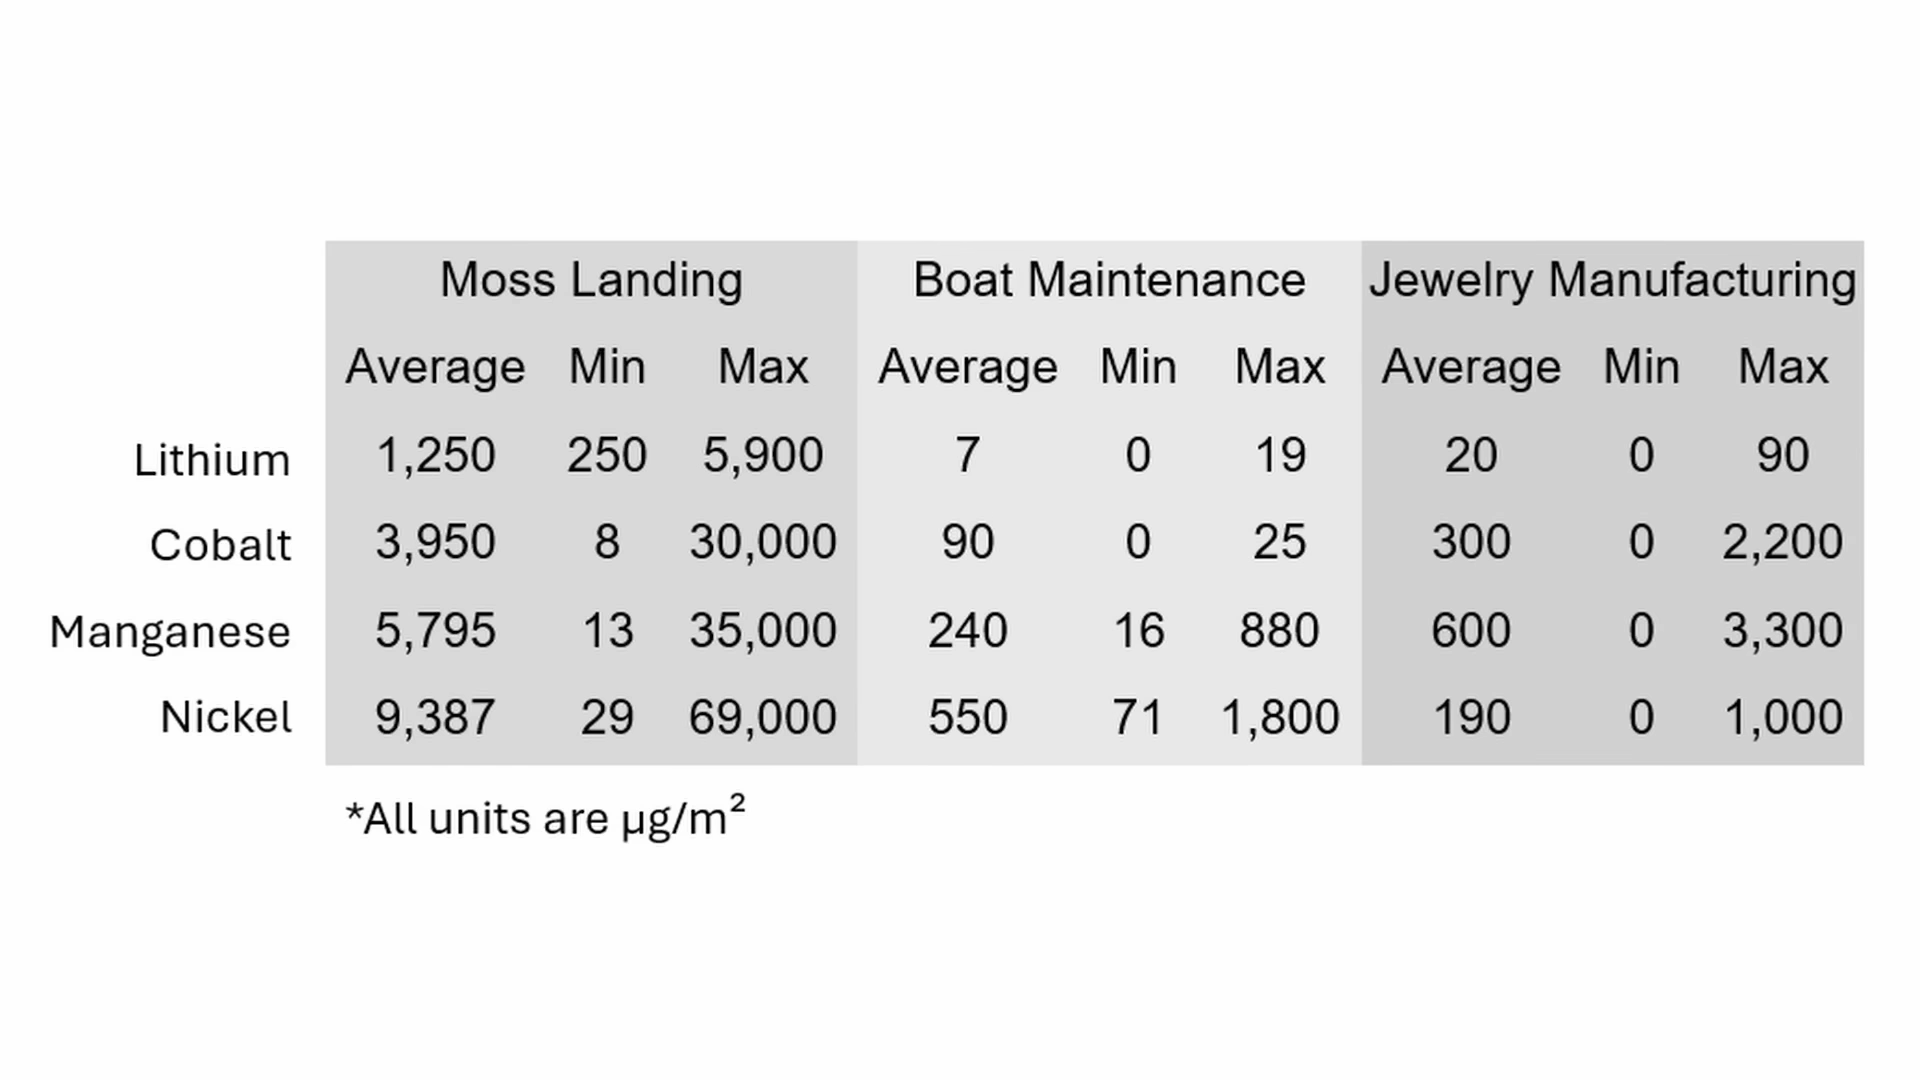 Moss Landing Boat Maintenance Jewelry Manufacturing
Average Min Max Average Min Max Average Min Max
Lithium 1,250 250 5,900 7 0 19 20 0 90
Cobalt 3,950 8 30,000 90 0 25 300 0 2,200
Manganese 5,795 13 35,000 240 16 880 600 0 3,300
Nickel 9,387 29 69,000 550 71 1,800 190 0 1,000
*All units are µg/m²